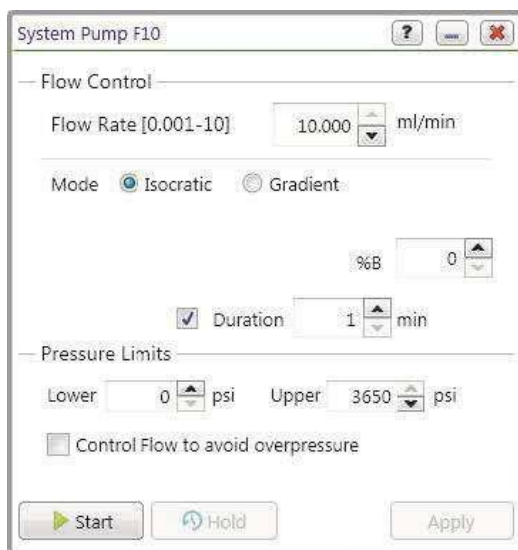 System Pump F10 ?
Flow Control
Flow Rate [0.001-10] 10.000 ml/min
Mode Isocratic Gradient
%B 0
Duration 1 min
Pressure Limits
Lower 0 psi Upper 3650 psi
Control Flow to avoid overpressure
Start Hold Apply